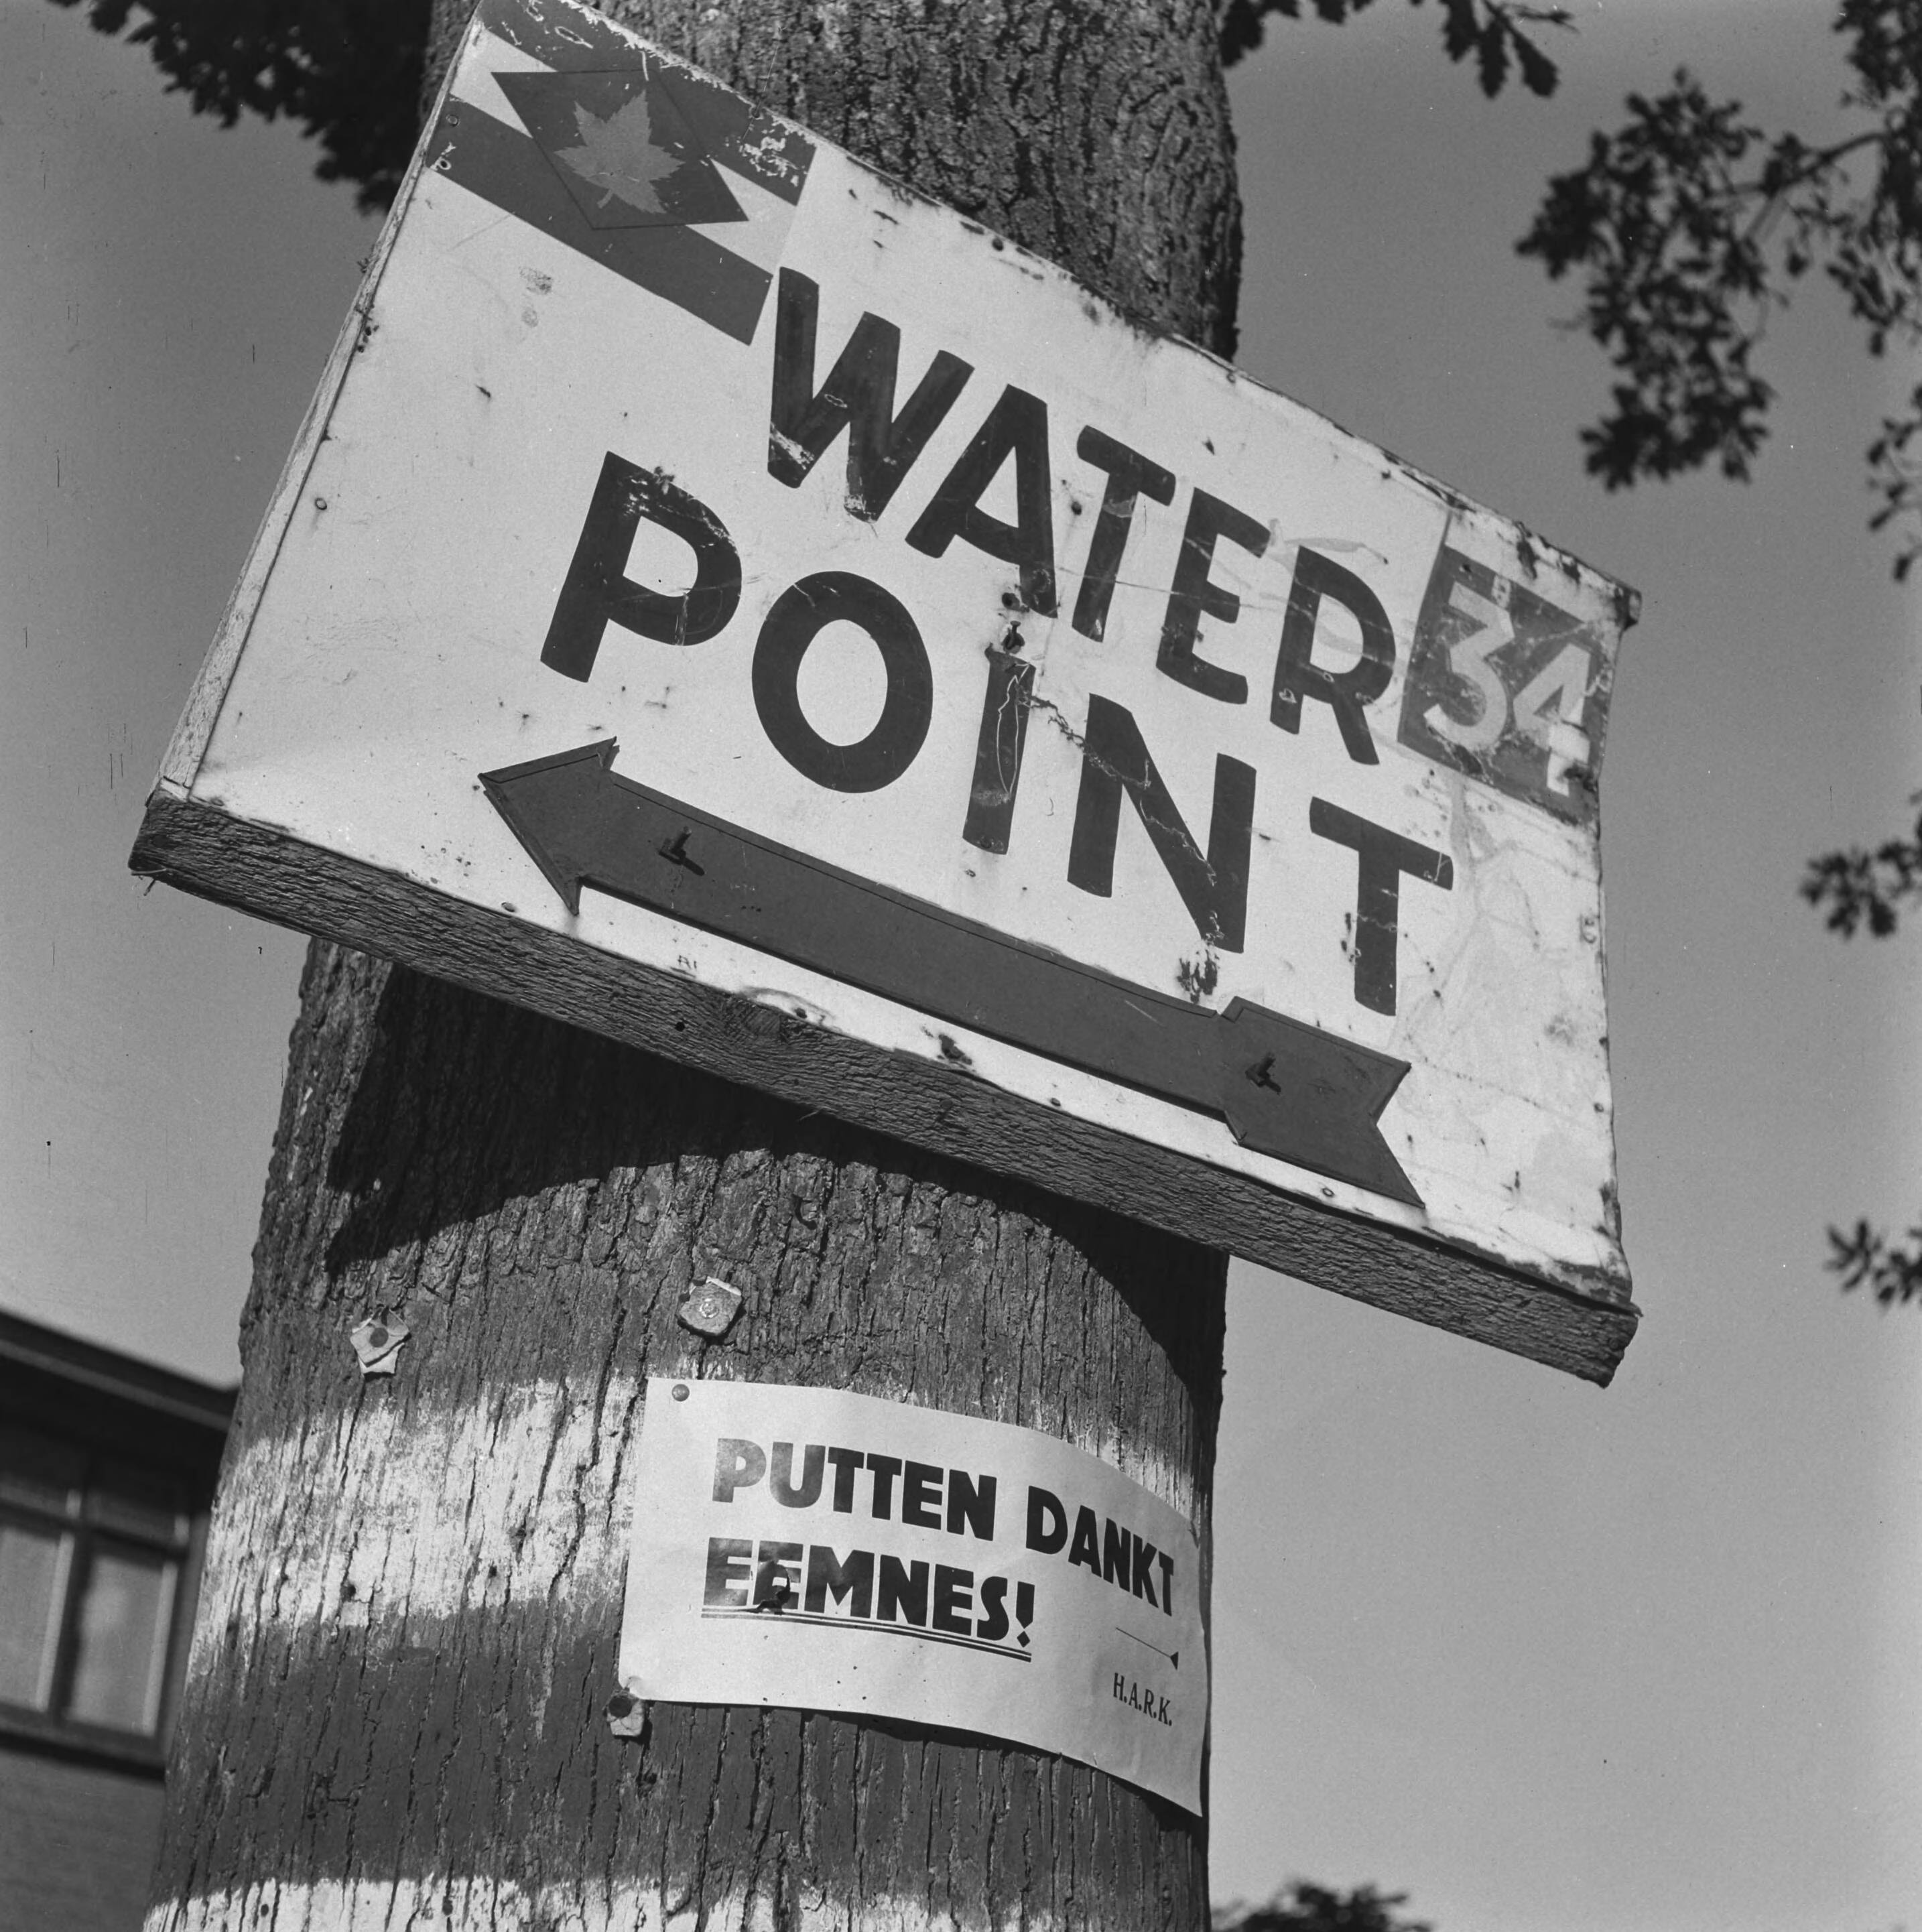 WATER
POINT
34
PUTTEN DANKT
EEMNES!
H.A.R.K.